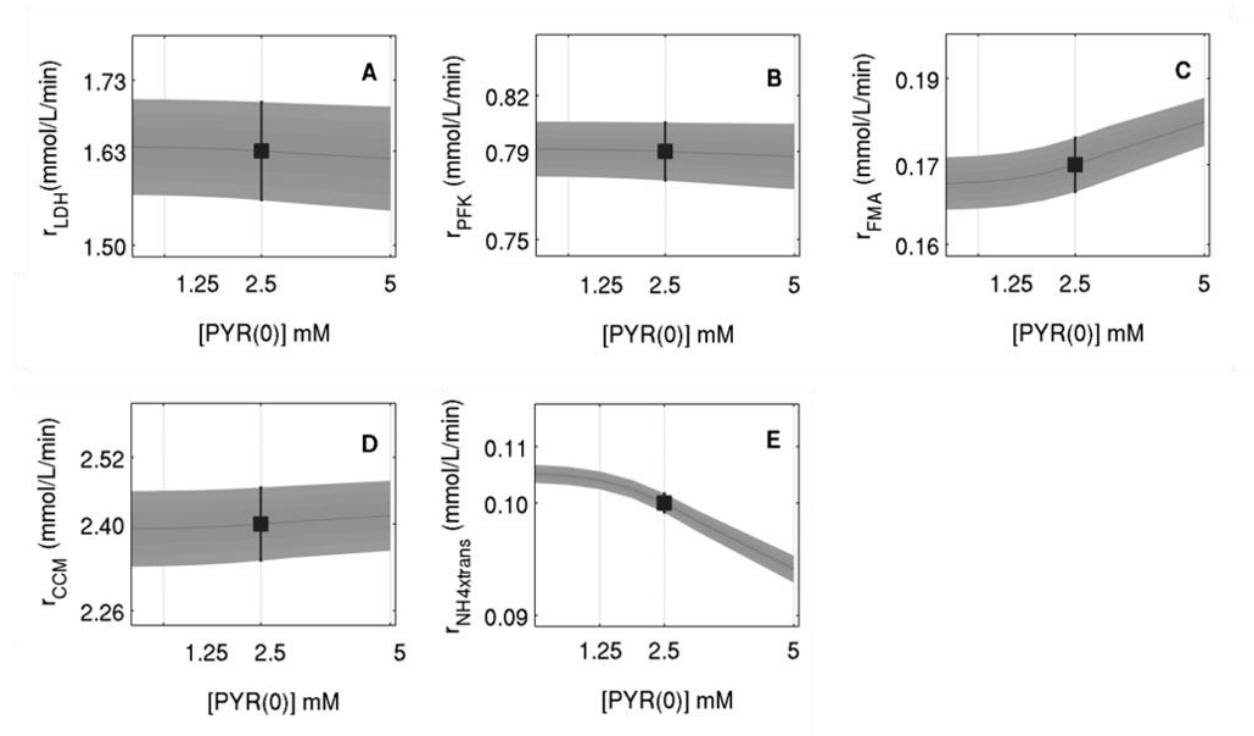 A
r_LDH(mmol/L/min)
1.73
1.63
1.50
1.25 2.5 5
[PYR(0)] mM
B
r_PFK (mmol/L/min)
0.82
0.79
0.75
1.25 2.5 5
[PYR(0)] mM
C
r_FMA (mmol/L/min)
0.19
0.17
0.16
1.25 2.5 5
[PYR(0)] mM
D
r_CCM (mmol/L/min)
2.52
2.40
2.26
1.25 2.5 5
[PYR(0)] mM
E
r_NH4xtrans (mmol/L/min)
0.11
0.10
0.09
1.25 2.5 5
[PYR(0)] mM